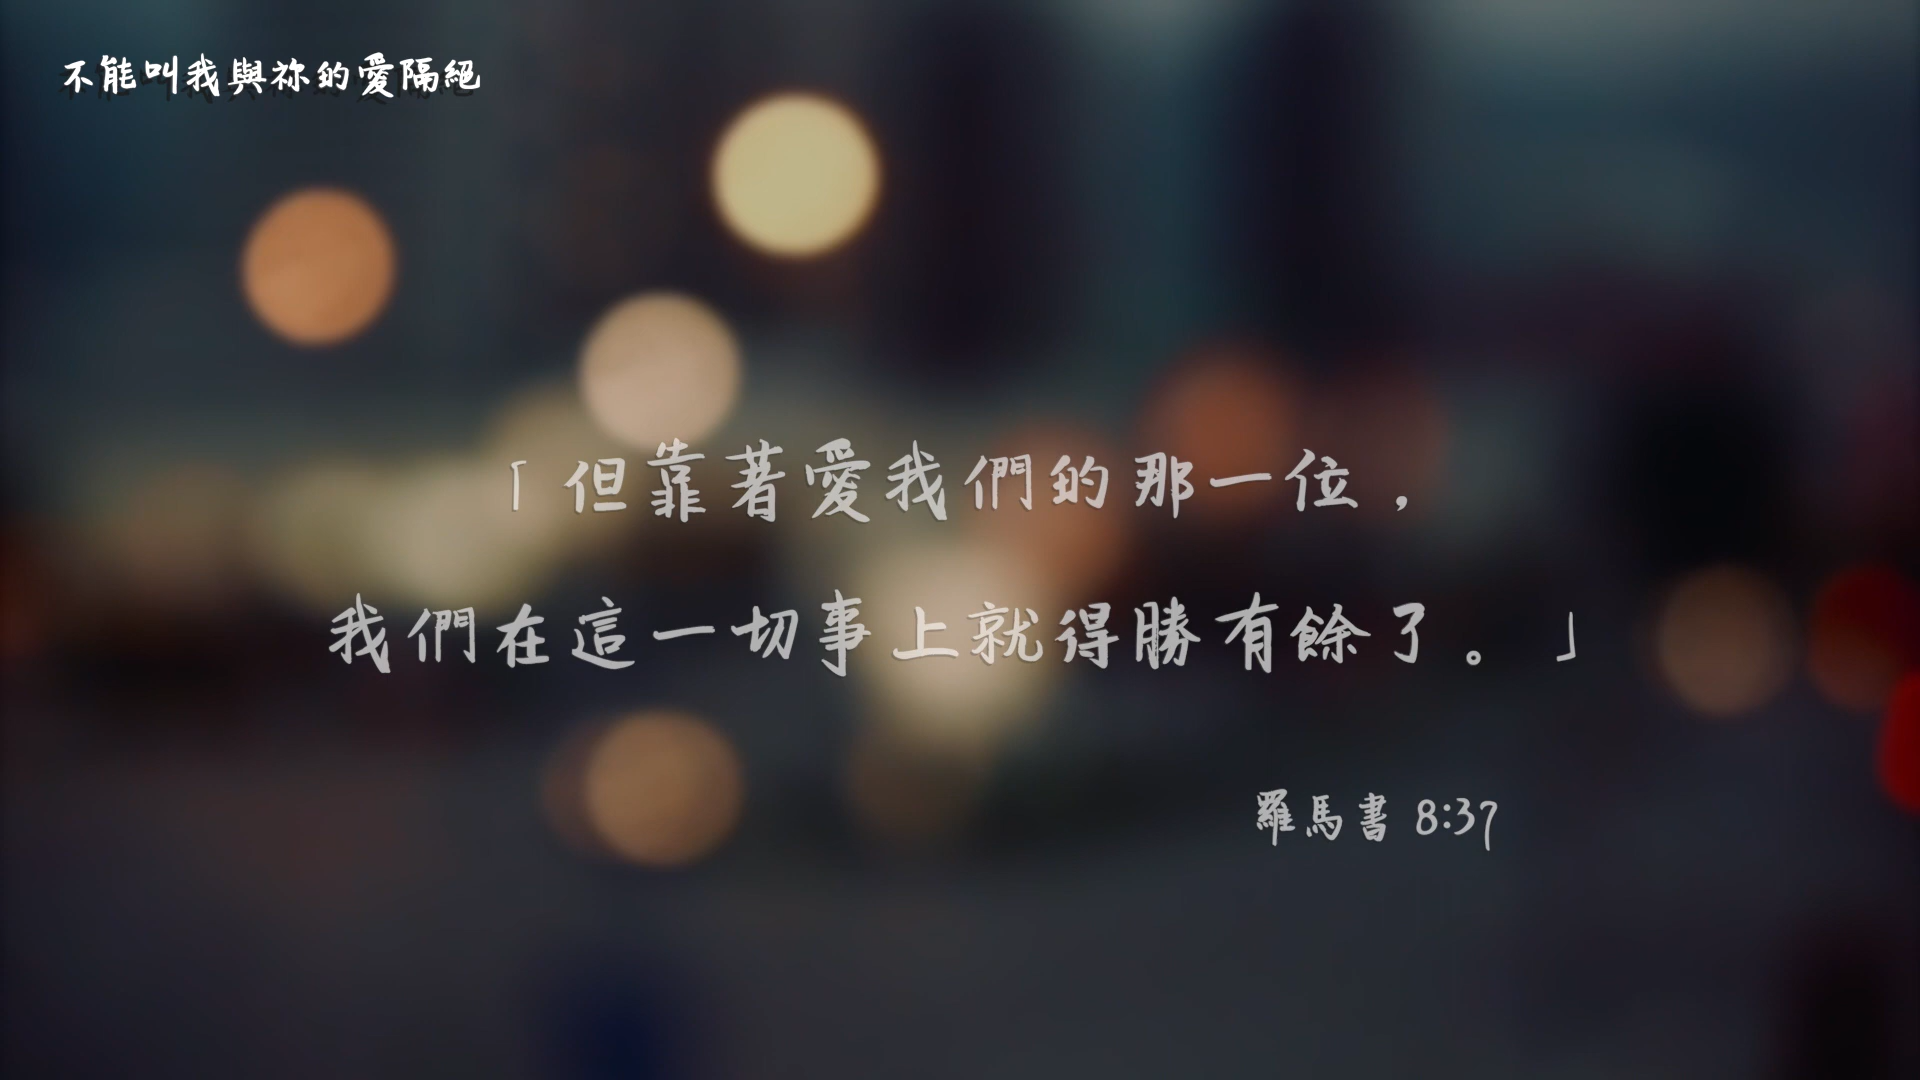 不能叫我與祢的愛隔絕
「但靠著愛我們的那一位，
我們在這一切事上就得勝有餘了。」
羅馬書 8:37